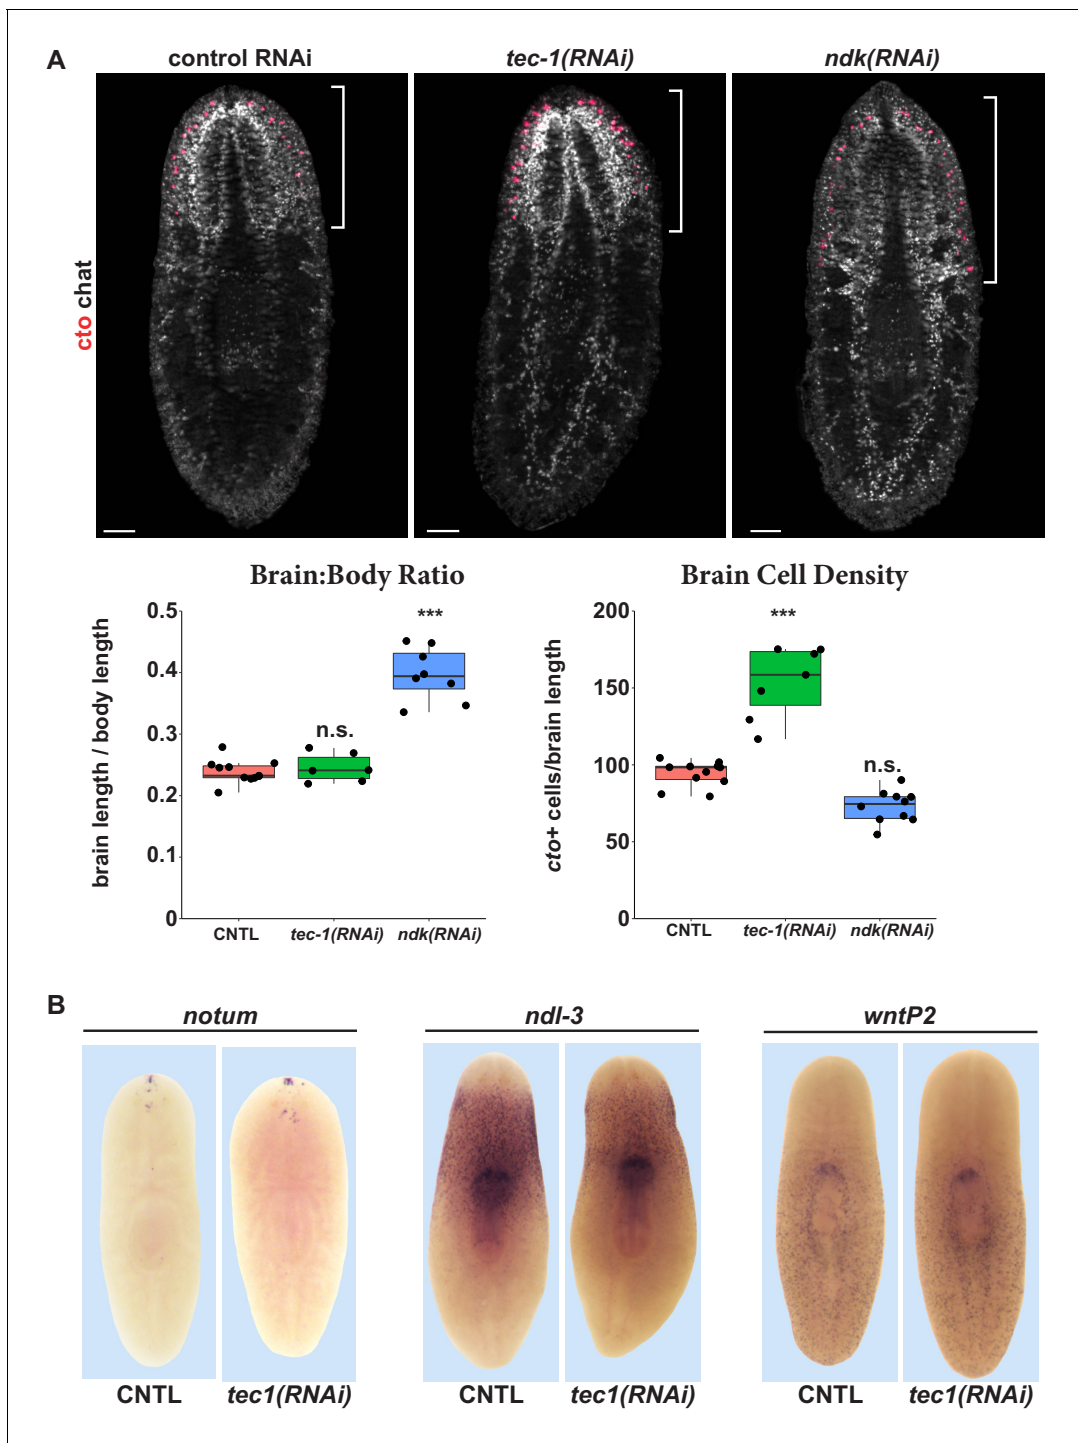 A
control RNAi
tec-1(RNAi)
ndk(RNAi)
cto chat
Brain:Body Ratio
brain length / body length
0.5
0.4
0.3
0.2
0.1
0
***
n.s.
CNTL
tec-1(RNAi)
ndk(RNAi)
Brain Cell Density
cto+ cells/brain length
200
150
100
50
0
***
n.s.
CNTL
tec-1(RNAi)
ndk(RNAi)
B
notum
ndl-3
wntP2
CNTL
tec1(RNAi)
CNTL
tec1(RNAi)
CNTL
tec1(RNAi)